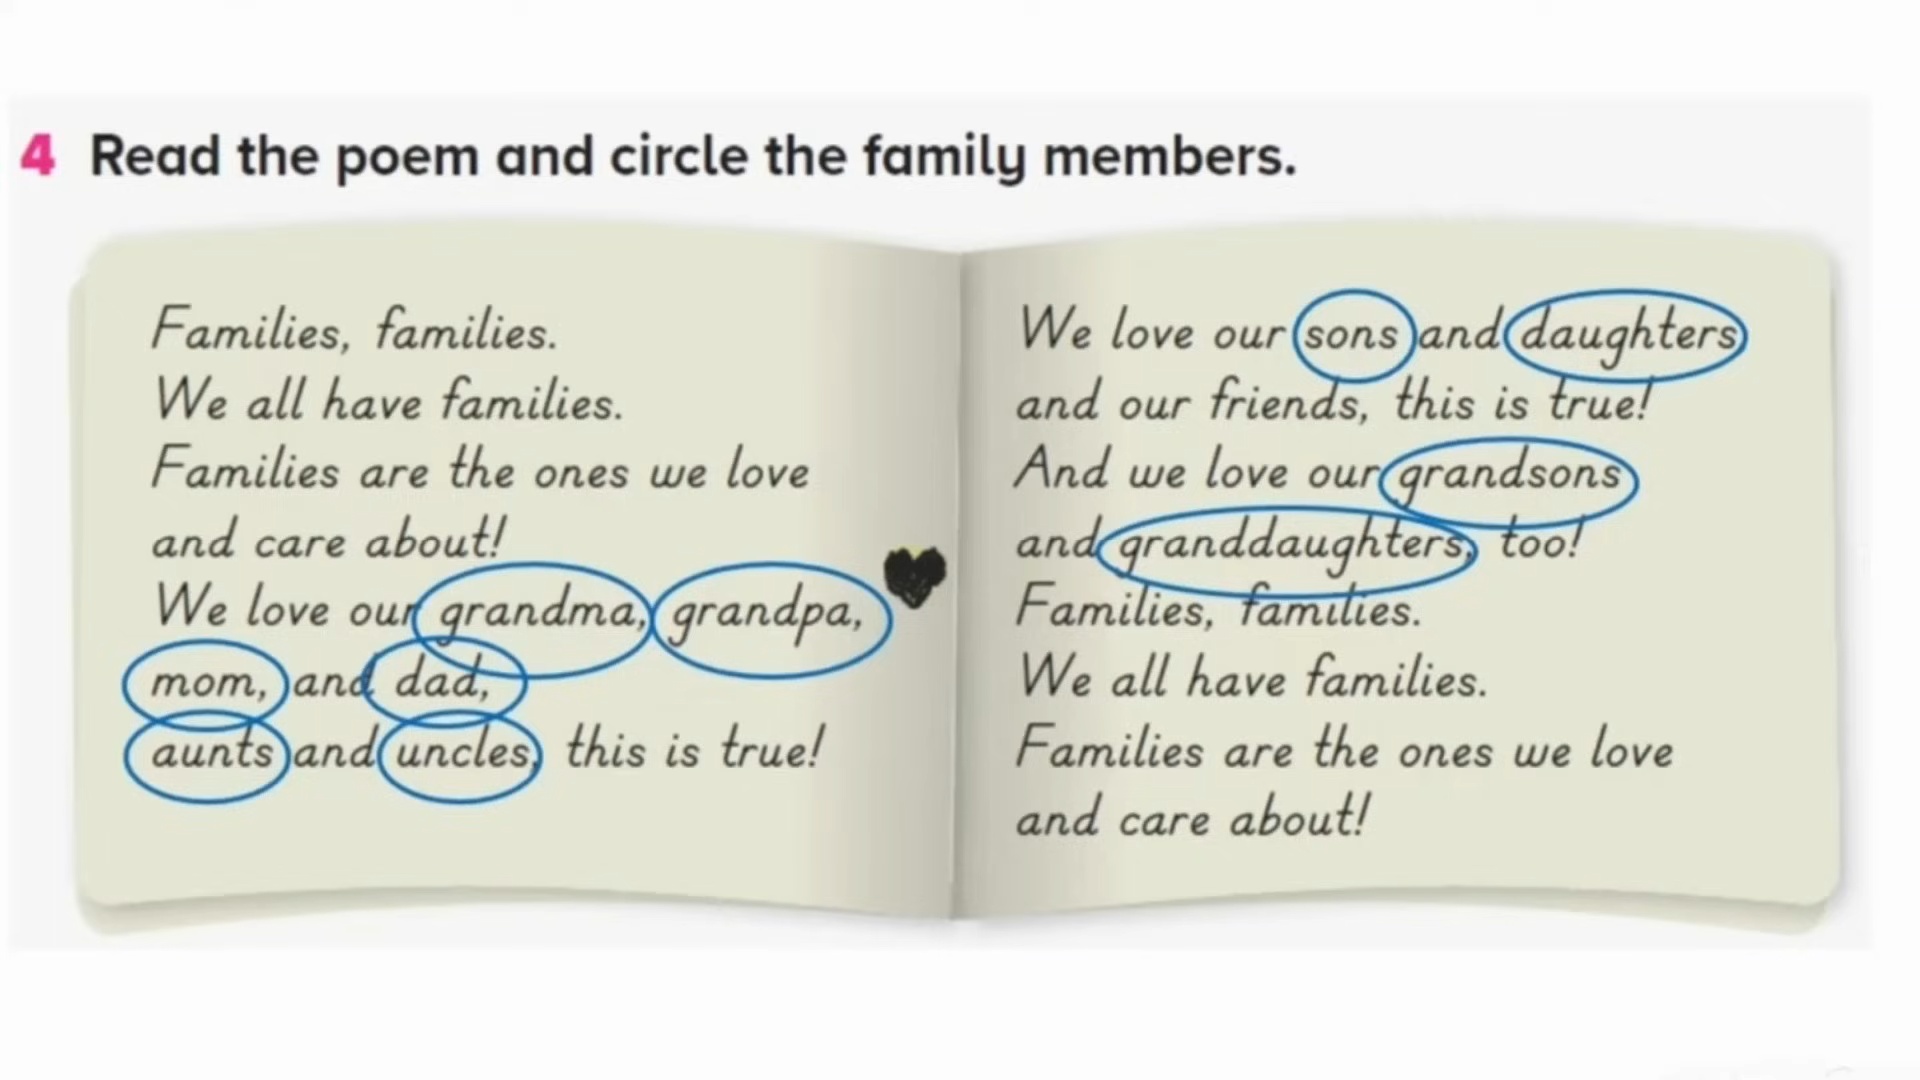 4 Read the poem and circle the family members.
Families, families.
We all have families.
Families are the ones we love
and care about!
We love our grandma, grandpa,
mom, and dad,
aunts and uncles, this is true!
We love our sons and daughters
and our friends, this is true!
And we love our grandsons
and granddaughters, too!
Families, families.
We all have families.
Families are the ones we love
and care about!